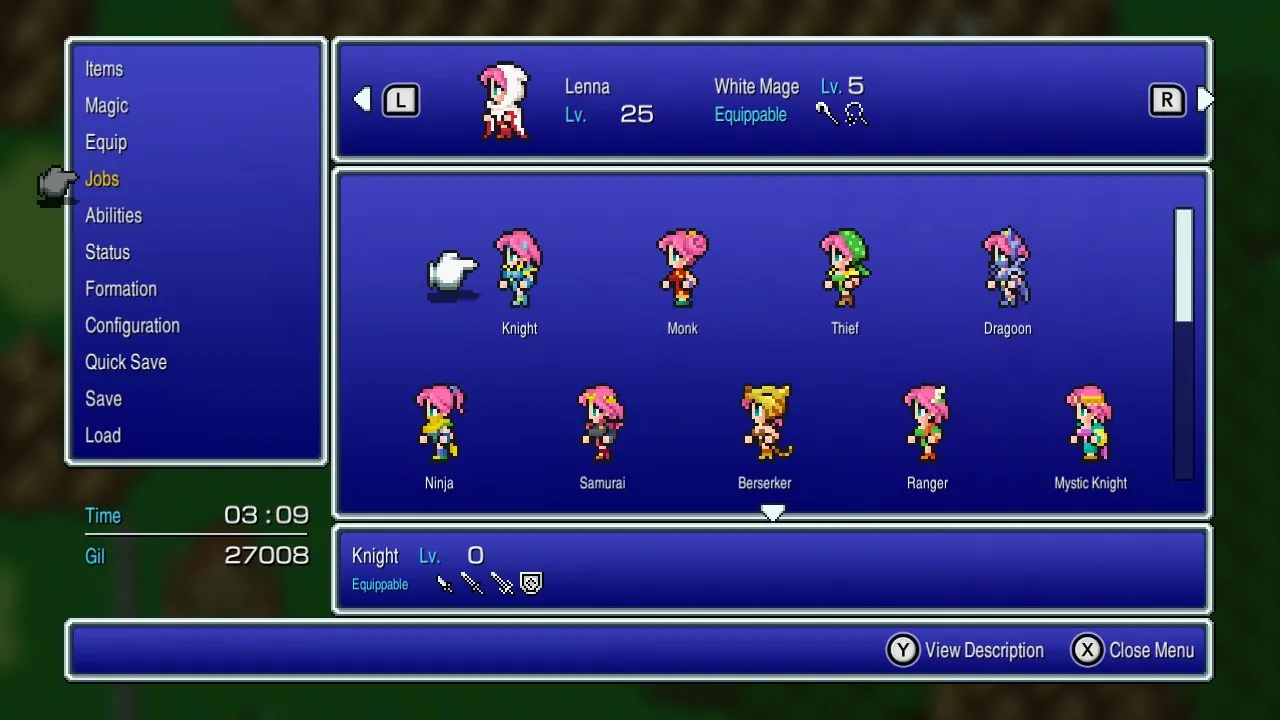 Items
Magic
Equip
Jobs
Abilities
Status
Formation
Configuration
Quick Save
Save
Load
Time 03:09
Gil 27008
L
Lenna
Lv. 25
White Mage Lv. 5
Equippable
R
Knight Monk Thief Dragoon
Ninja Samurai Berserker Ranger Mystic Knight
Knight Lv. 0
Equippable
Y View Description X Close Menu